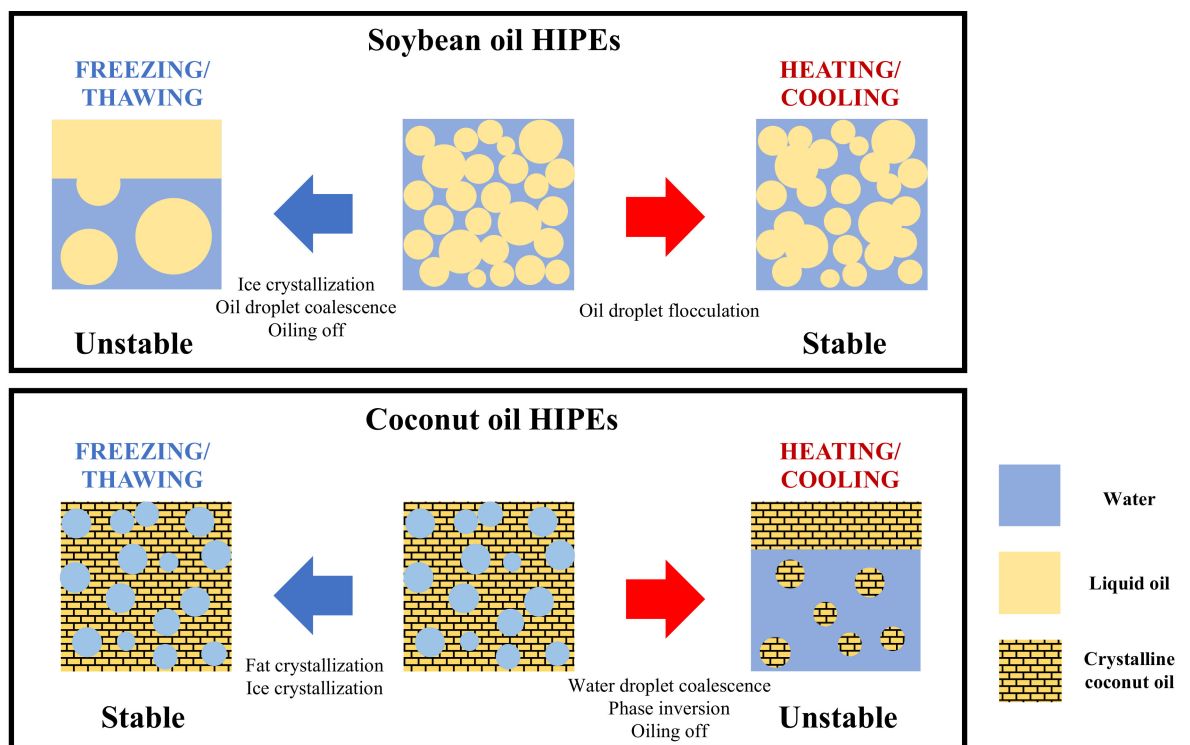 Soybean oil HIPEs
FREEZING/
THAWING
HEATING/
COOLING
Ice crystallization
Oil droplet coalescence
Oiling off
Oil droplet flocculation
Unstable
Stable
Coconut oil HIPEs
FREEZING/
THAWING
HEATING/
COOLING
Fat crystallization
Ice crystallization
Water droplet coalescence
Phase inversion
Oiling off
Stable
Unstable
Water
Liquid oil
Crystalline
coconut oil